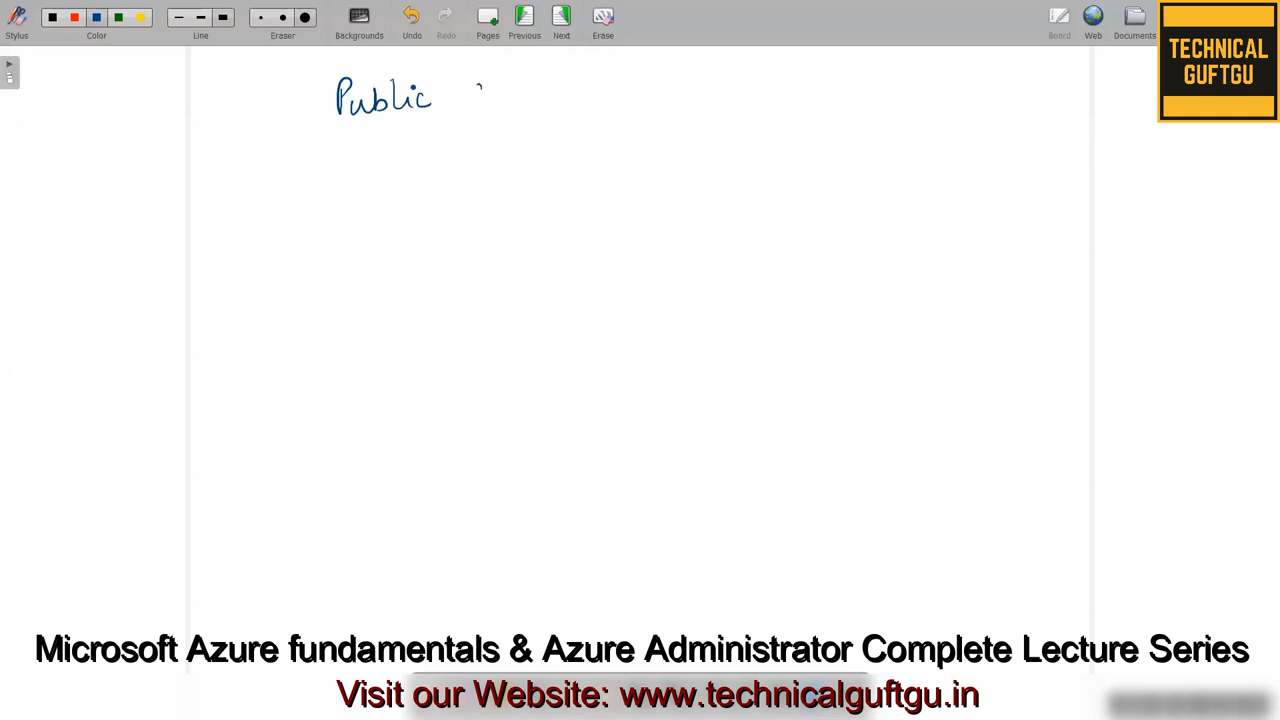 Stylus
Color
Line
Eraser
Backgrounds
Undo
Redo
Pages
Previous
Next
Erase
Board
Web
Documents
TECHNICAL
GUFTGU
Public
Microsoft Azure fundamentals & Azure Administrator Complete Lecture Series
Visit our Website: www.technicalguftgu.in